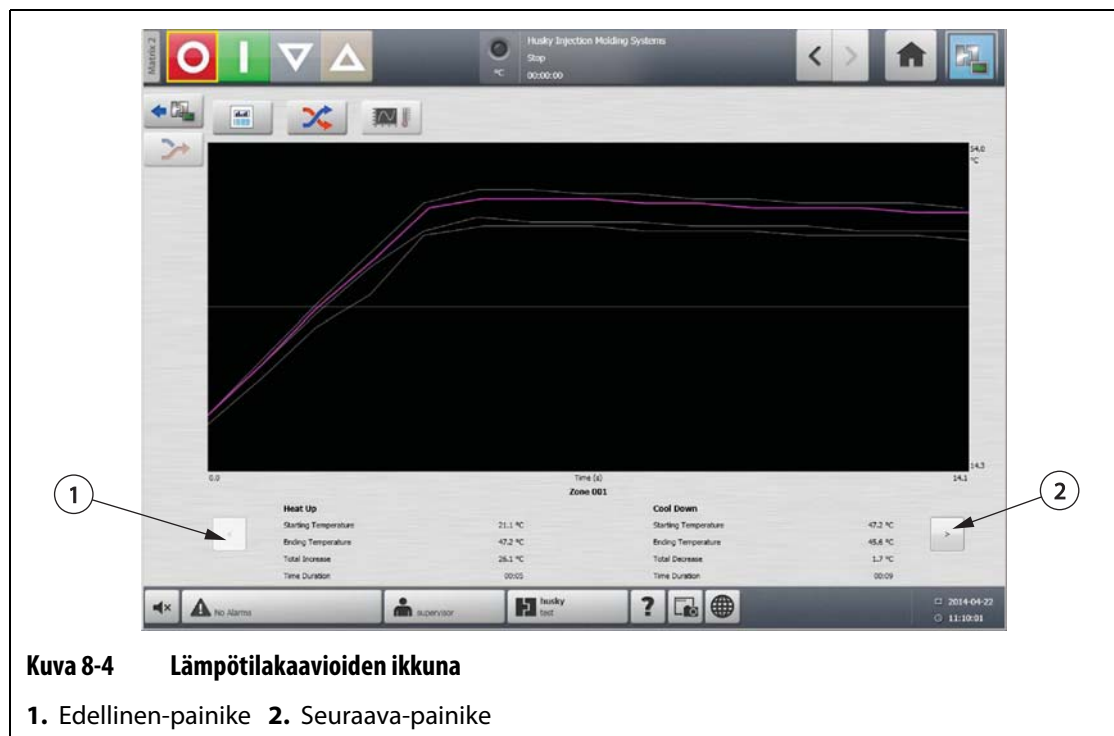 Matrix 2
Husky Injection Molding Systems
Stop
°C 00:00:00
54.0
°C
14.3
0.0 Time (s) 14.1
Zone 001
1
2
< >
Heat Up
Starting Temperature 21.1 °C
Ending Temperature 47.2 °C
Total Increase 26.1 °C
Time Duration 00:05
Cool Down
Starting Temperature 47.2 °C
Ending Temperature 45.6 °C
Total Decrease 1.7 °C
Time Duration 00:09
No Alarms
supervisor
husky
test
?
2014-04-22
11:10:01
Kuva 8-4 Lämpötilakaavioiden ikkuna
1. Edellinen-painike 2. Seuraava-painike